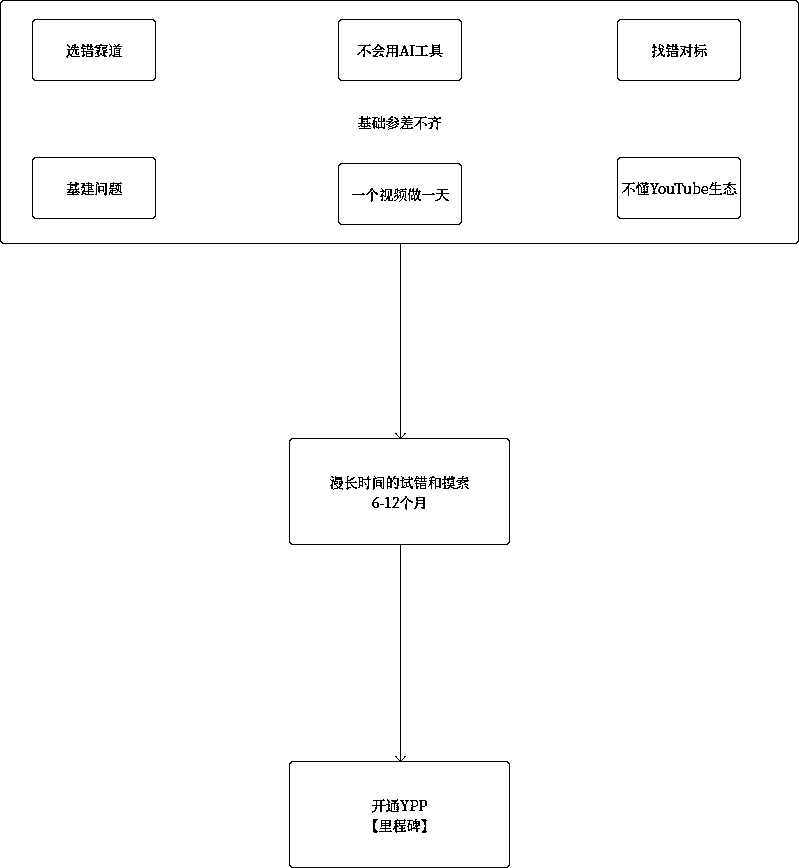 选错赛道
不会用AI工具
找错对标
基础参差不齐
基建问题
一个视频做一天
不懂YouTube生态
漫长时间的试错和摸索
6-12个月
开通YPP
【里程碑】